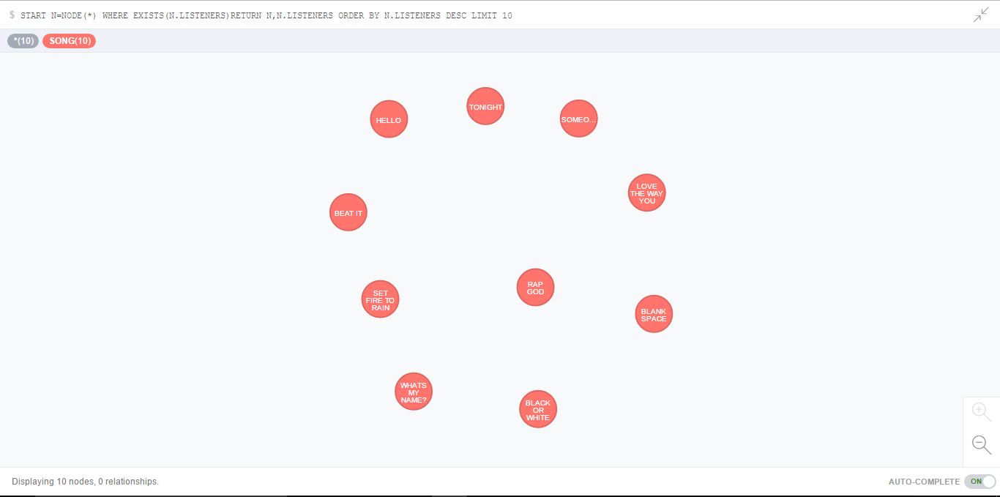 $ START N=NODE(*) WHERE EXISTS(N.LISTENERS)RETURN N,N.LISTENERS ORDER BY N.LISTENERS DESC LIMIT 10
*(10) SONG(10)
TONIGHT
HELLO
SOMEO...
LOVE
THE WAY
YOU
BEAT IT
RAP
GOD
SET
FIRE TO
RAIN
BLANK
SPACE
WHATS
MY
NAME?
BLACK
OR
WHITE
Displaying 10 nodes, 0 relationships.
AUTO-COMPLETE ON